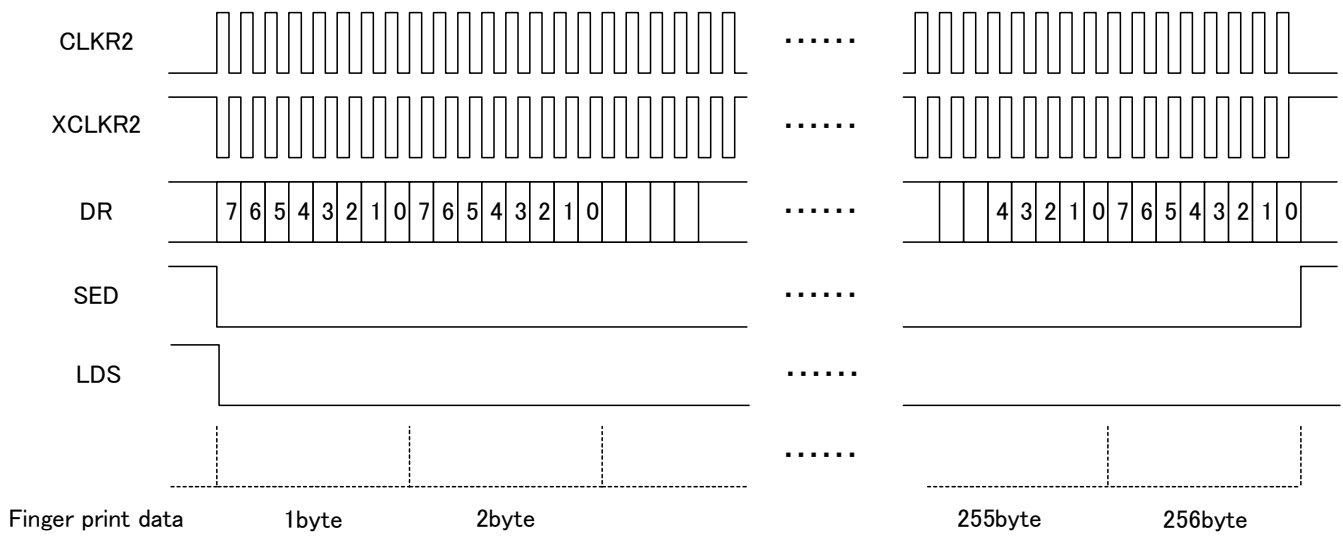 CLKR2 ......
XCLKR2 ......
DR 7 6 5 4 3 2 1 0 7 6 5 4 3 2 1 0 ...... 4 3 2 1 0 7 6 5 4 3 2 1 0
SED ......
LDS ......
......
Finger print data 1byte 2byte 255byte 256byte